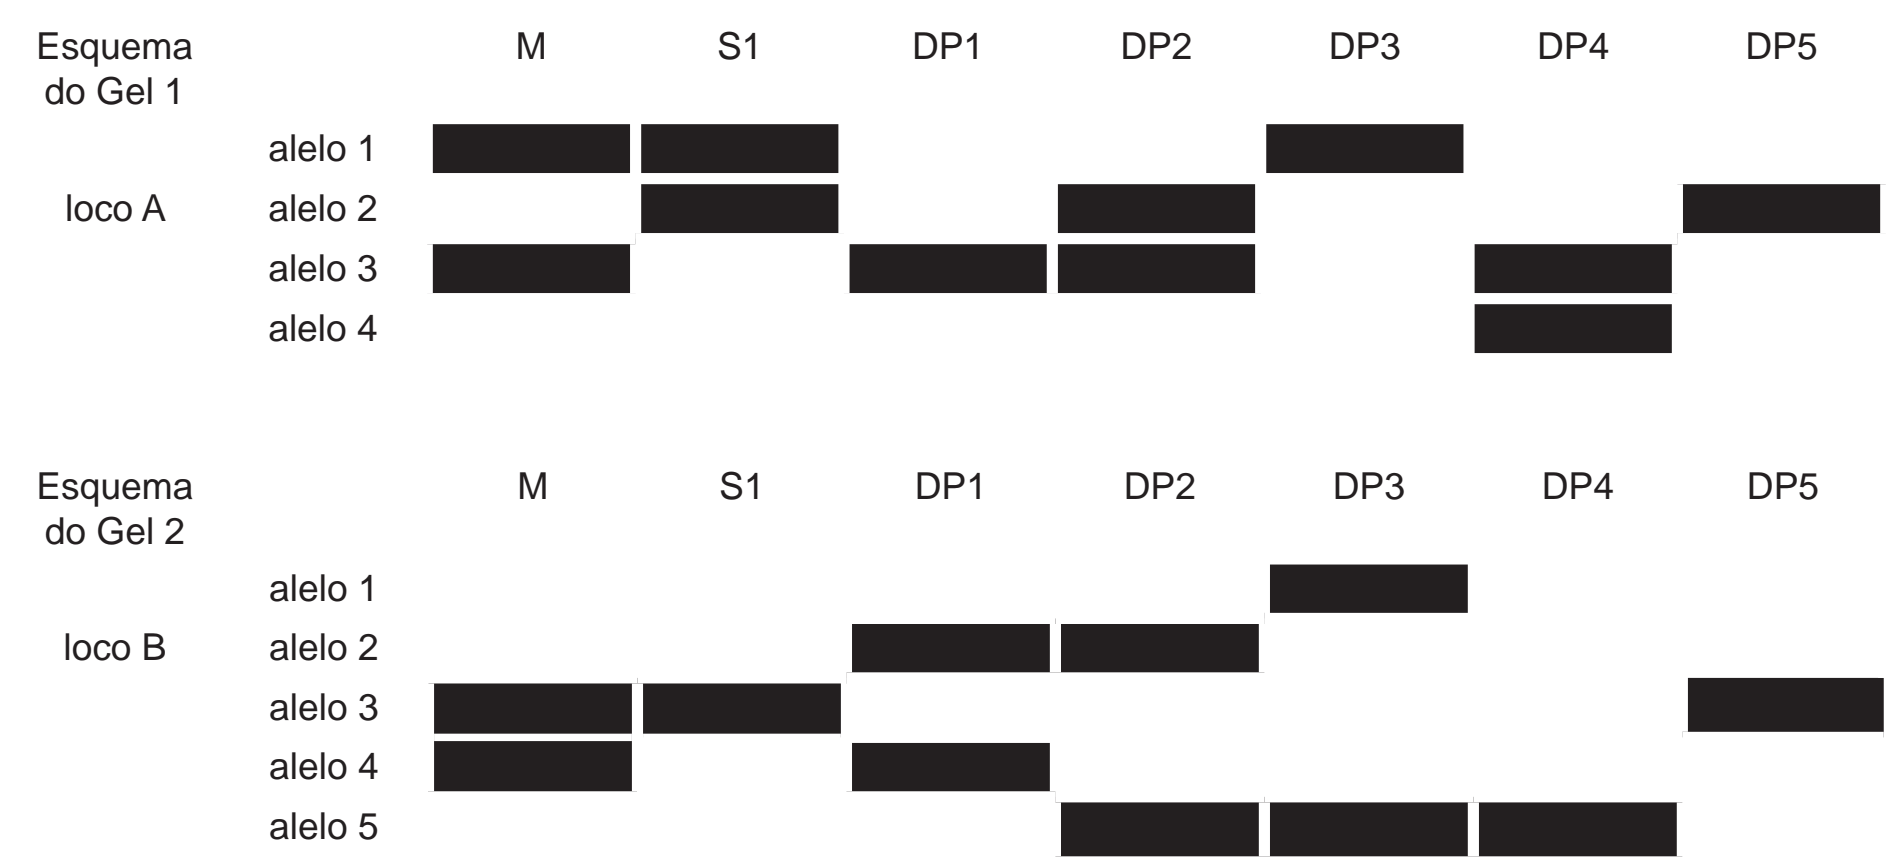 Esquema do Gel 1
M S1 DP1 DP2 DP3 DP4 DP5
alelo 1
loco A alelo 2
alelo 3
alelo 4
Esquema do Gel 2
M S1 DP1 DP2 DP3 DP4 DP5
alelo 1
loco B alelo 2
alelo 3
alelo 4
alelo 5